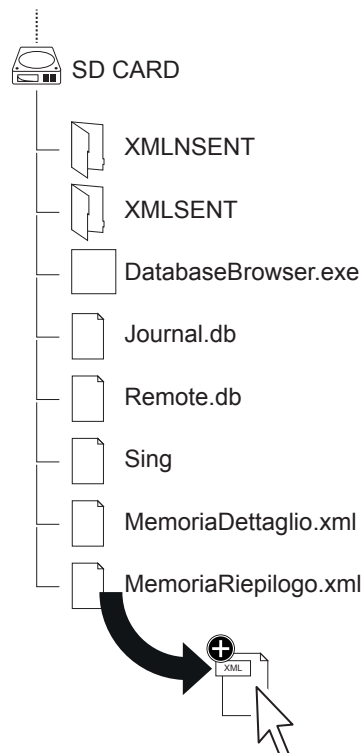 SD CARD
XMLNSENT
XMLSENT
DatabaseBrowser.exe
Journal.db
Remote.db
Sing
MemoriaDettaglio.xml
MemoriaRiepilogo.xml
XML